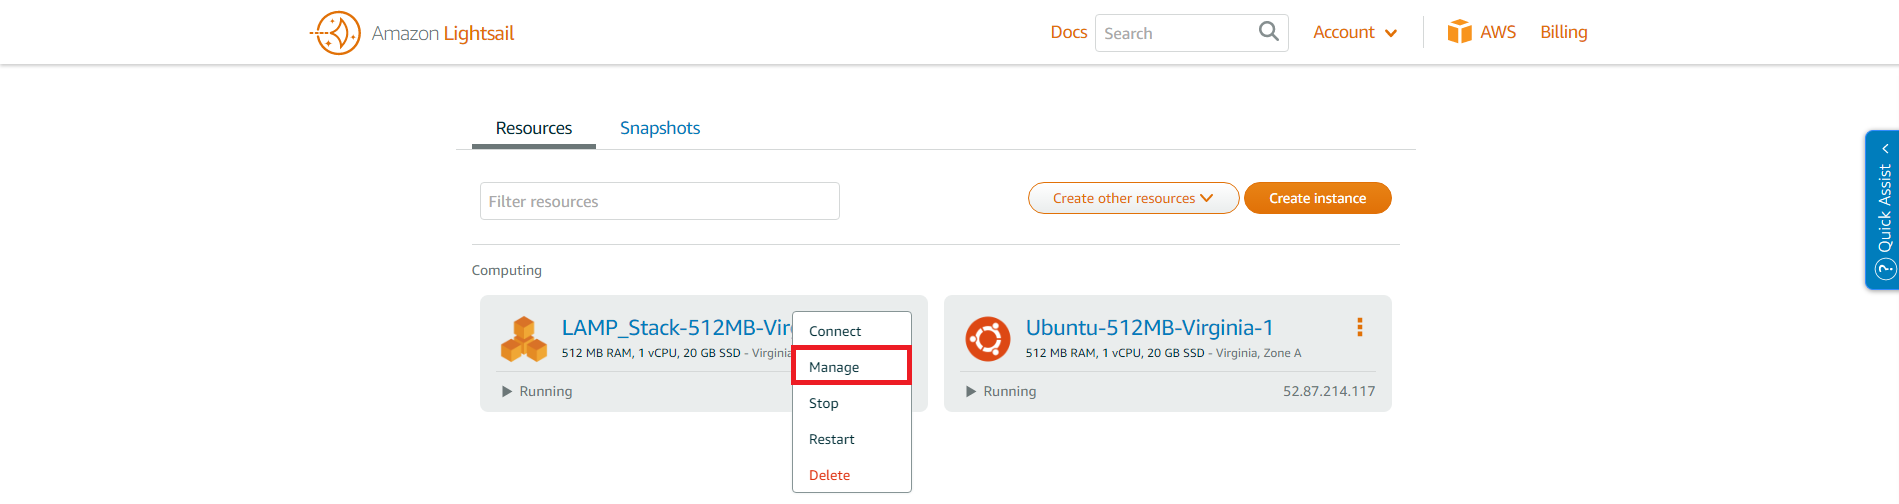 Amazon Lightsail
Docs
Search
Account
AWS
Billing
Resources
Snapshots
Filter resources
Create other resources
Create instance
Computing
LAMP_Stack-512MB-Vir
512 MB RAM, 1 vCPU, 20 GB SSD - Virginia
Running
Connect
Manage
Stop
Restart
Delete
Ubuntu-512MB-Virginia-1
512 MB RAM, 1 vCPU, 20 GB SSD - Virginia, Zone A
Running
52.87.214.117
? Quick Assist